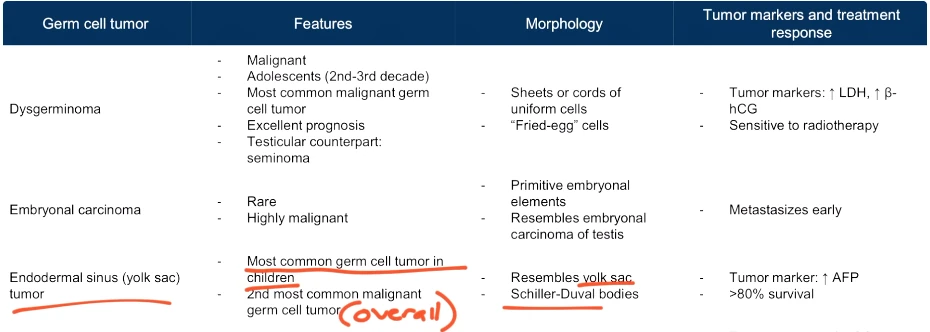 Germ cell tumor
Features
Morphology
Tumor markers and treatment
response
Dysgerminoma
- Malignant
- Adolescents (2nd-3rd decade)
- Most common malignant germ
cell tumor
- Excellent prognosis
- Testicular counterpart:
seminoma
- Sheets or cords of
uniform cells
- “Fried-egg” cells
- Tumor markers: ↑ LDH, ↑ β-
hCG
- Sensitive to radiotherapy
Embryonal carcinoma
- Rare
- Highly malignant
- Primitive embryonal
elements
- Resembles embryonal
carcinoma of testis
- Metastasizes early
Endodermal sinus (yolk sac)
tumor
- Most common germ cell tumor in
children
- 2nd most common malignant
germ cell tumor (overall)
- Resembles yolk sac
- Schiller-Duval bodies
- Tumor marker: ↑ AFP
- >80% survival